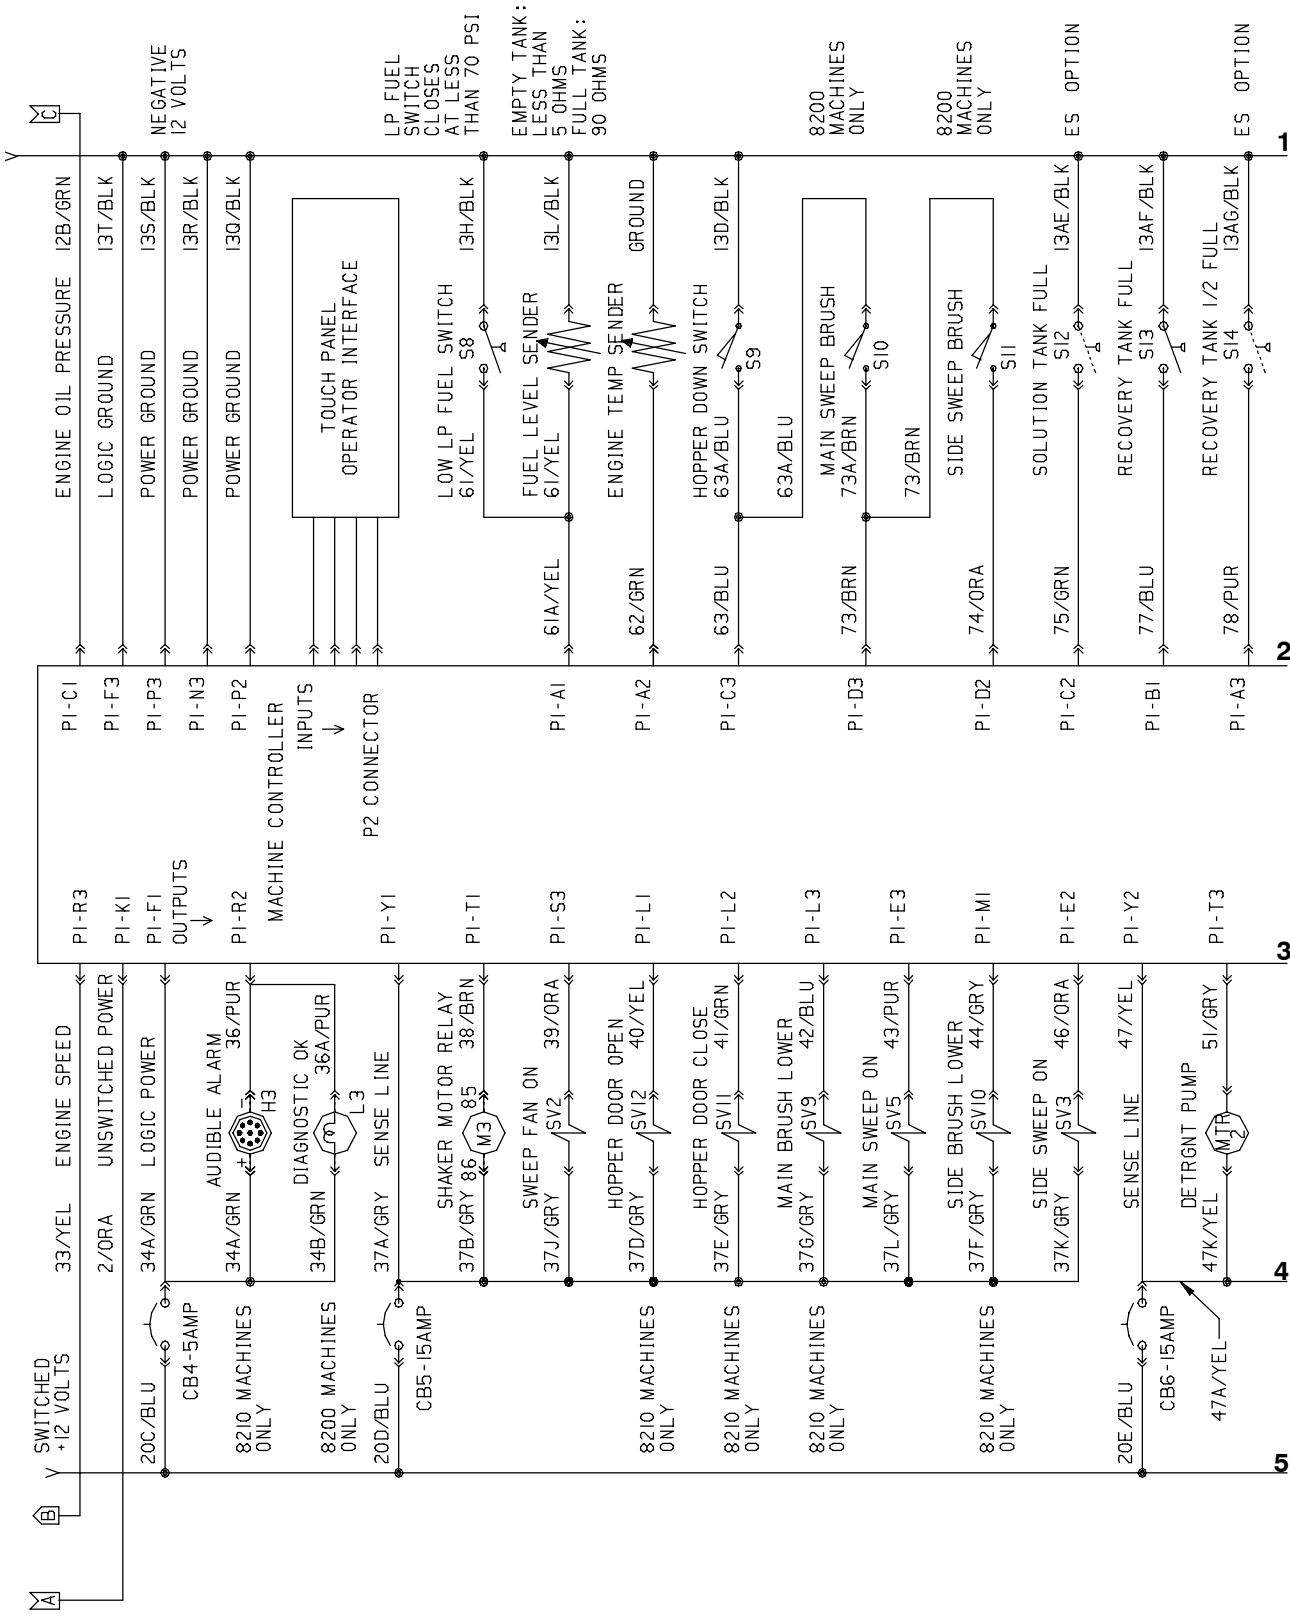 A
B
SWITCHED
+12 VOLTS
33/YEL
ENGINE SPEED
P1-R3
P1-C1
ENGINE OIL PRESSURE
12B/GRN
C
2/ORA
UNSWITCHED POWER
P1-K1
P1-F3
LOGIC GROUND
13T/BLK
20C/BLU
CB4-5AMP
34A/GRN
LOGIC POWER
P1-F1
OUTPUTS
P1-P3
POWER GROUND
13S/BLK
NEGATIVE
12 VOLTS
P1-N3
POWER GROUND
13R/BLK
8210 MACHINES
ONLY
34A/GRN
AUDIBLE ALARM
+
-
H3
36/PUR
P1-R2
P1-P2
POWER GROUND
13Q/BLK
MACHINE CONTROLLER
INPUTS
8200 MACHINES
ONLY
34B/GRN
DIAGNOSTIC OK
L3
36A/PUR
P2 CONNECTOR
TOUCH PANEL
OPERATOR INTERFACE
20D/BLU
CB5-15AMP
37A/GRY
SENSE LINE
P1-Y1
37B/GRY
SHAKER MOTOR RELAY
86
M3
85
38/BRN
P1-T1
LOW LP FUEL SWITCH
61/YEL
S8
13H/BLK
LP FUEL
SWITCH
CLOSES
AT LESS
THAN 70 PSI
37J/GRY
SWEEP FAN ON
SV2
39/ORA
P1-S3
P1-A1
61A/YEL
FUEL LEVEL SENDER
61/YEL
13L/BLK
EMPTY TANK:
LESS THAN
5 OHMS
FULL TANK:
90 OHMS
8210 MACHINES
ONLY
37D/GRY
HOPPER DOOR OPEN
SV12
40/YEL
P1-L1
P1-A2
62/GRN
ENGINE TEMP SENDER
GROUND
8210 MACHINES
ONLY
37E/GRY
HOPPER DOOR CLOSE
SV11
41/GRN
P1-L2
P1-C3
63/BLU
HOPPER DOWN SWITCH
63A/BLU
S9
13D/BLK
63A/BLU
8210 MACHINES
ONLY
37G/GRY
MAIN BRUSH LOWER
SV9
42/BLU
P1-L3
P1-D3
73/BRN
MAIN SWEEP BRUSH
73A/BRN
S10
8200
MACHINES
ONLY
37L/GRY
MAIN SWEEP ON
SV5
43/PUR
P1-E3
73/BRN
8210 MACHINES
ONLY
37F/GRY
SIDE BRUSH LOWER
SV10
44/GRY
P1-M1
P1-D2
74/ORA
SIDE SWEEP BRUSH
S11
8200
MACHINES
ONLY
37K/GRY
SIDE SWEEP ON
SV3
46/ORA
P1-E2
P1-C2
75/GRN
SOLUTION TANK FULL
S12
13AE/BLK
ES OPTION
20E/BLU
CB6-15AMP
SENSE LINE
47/YEL
P1-Y2
P1-B1
77/BLU
RECOVERY TANK FULL
S13
13AF/BLK
47A/YEL
47K/YEL
DETRGNT PUMP
MTR
2
51/GRY
P1-T3
P1-A3
78/PUR
RECOVERY TANK 1/2 FULL
S14
13AG/BLK
ES OPTION
5
4
3
2
1